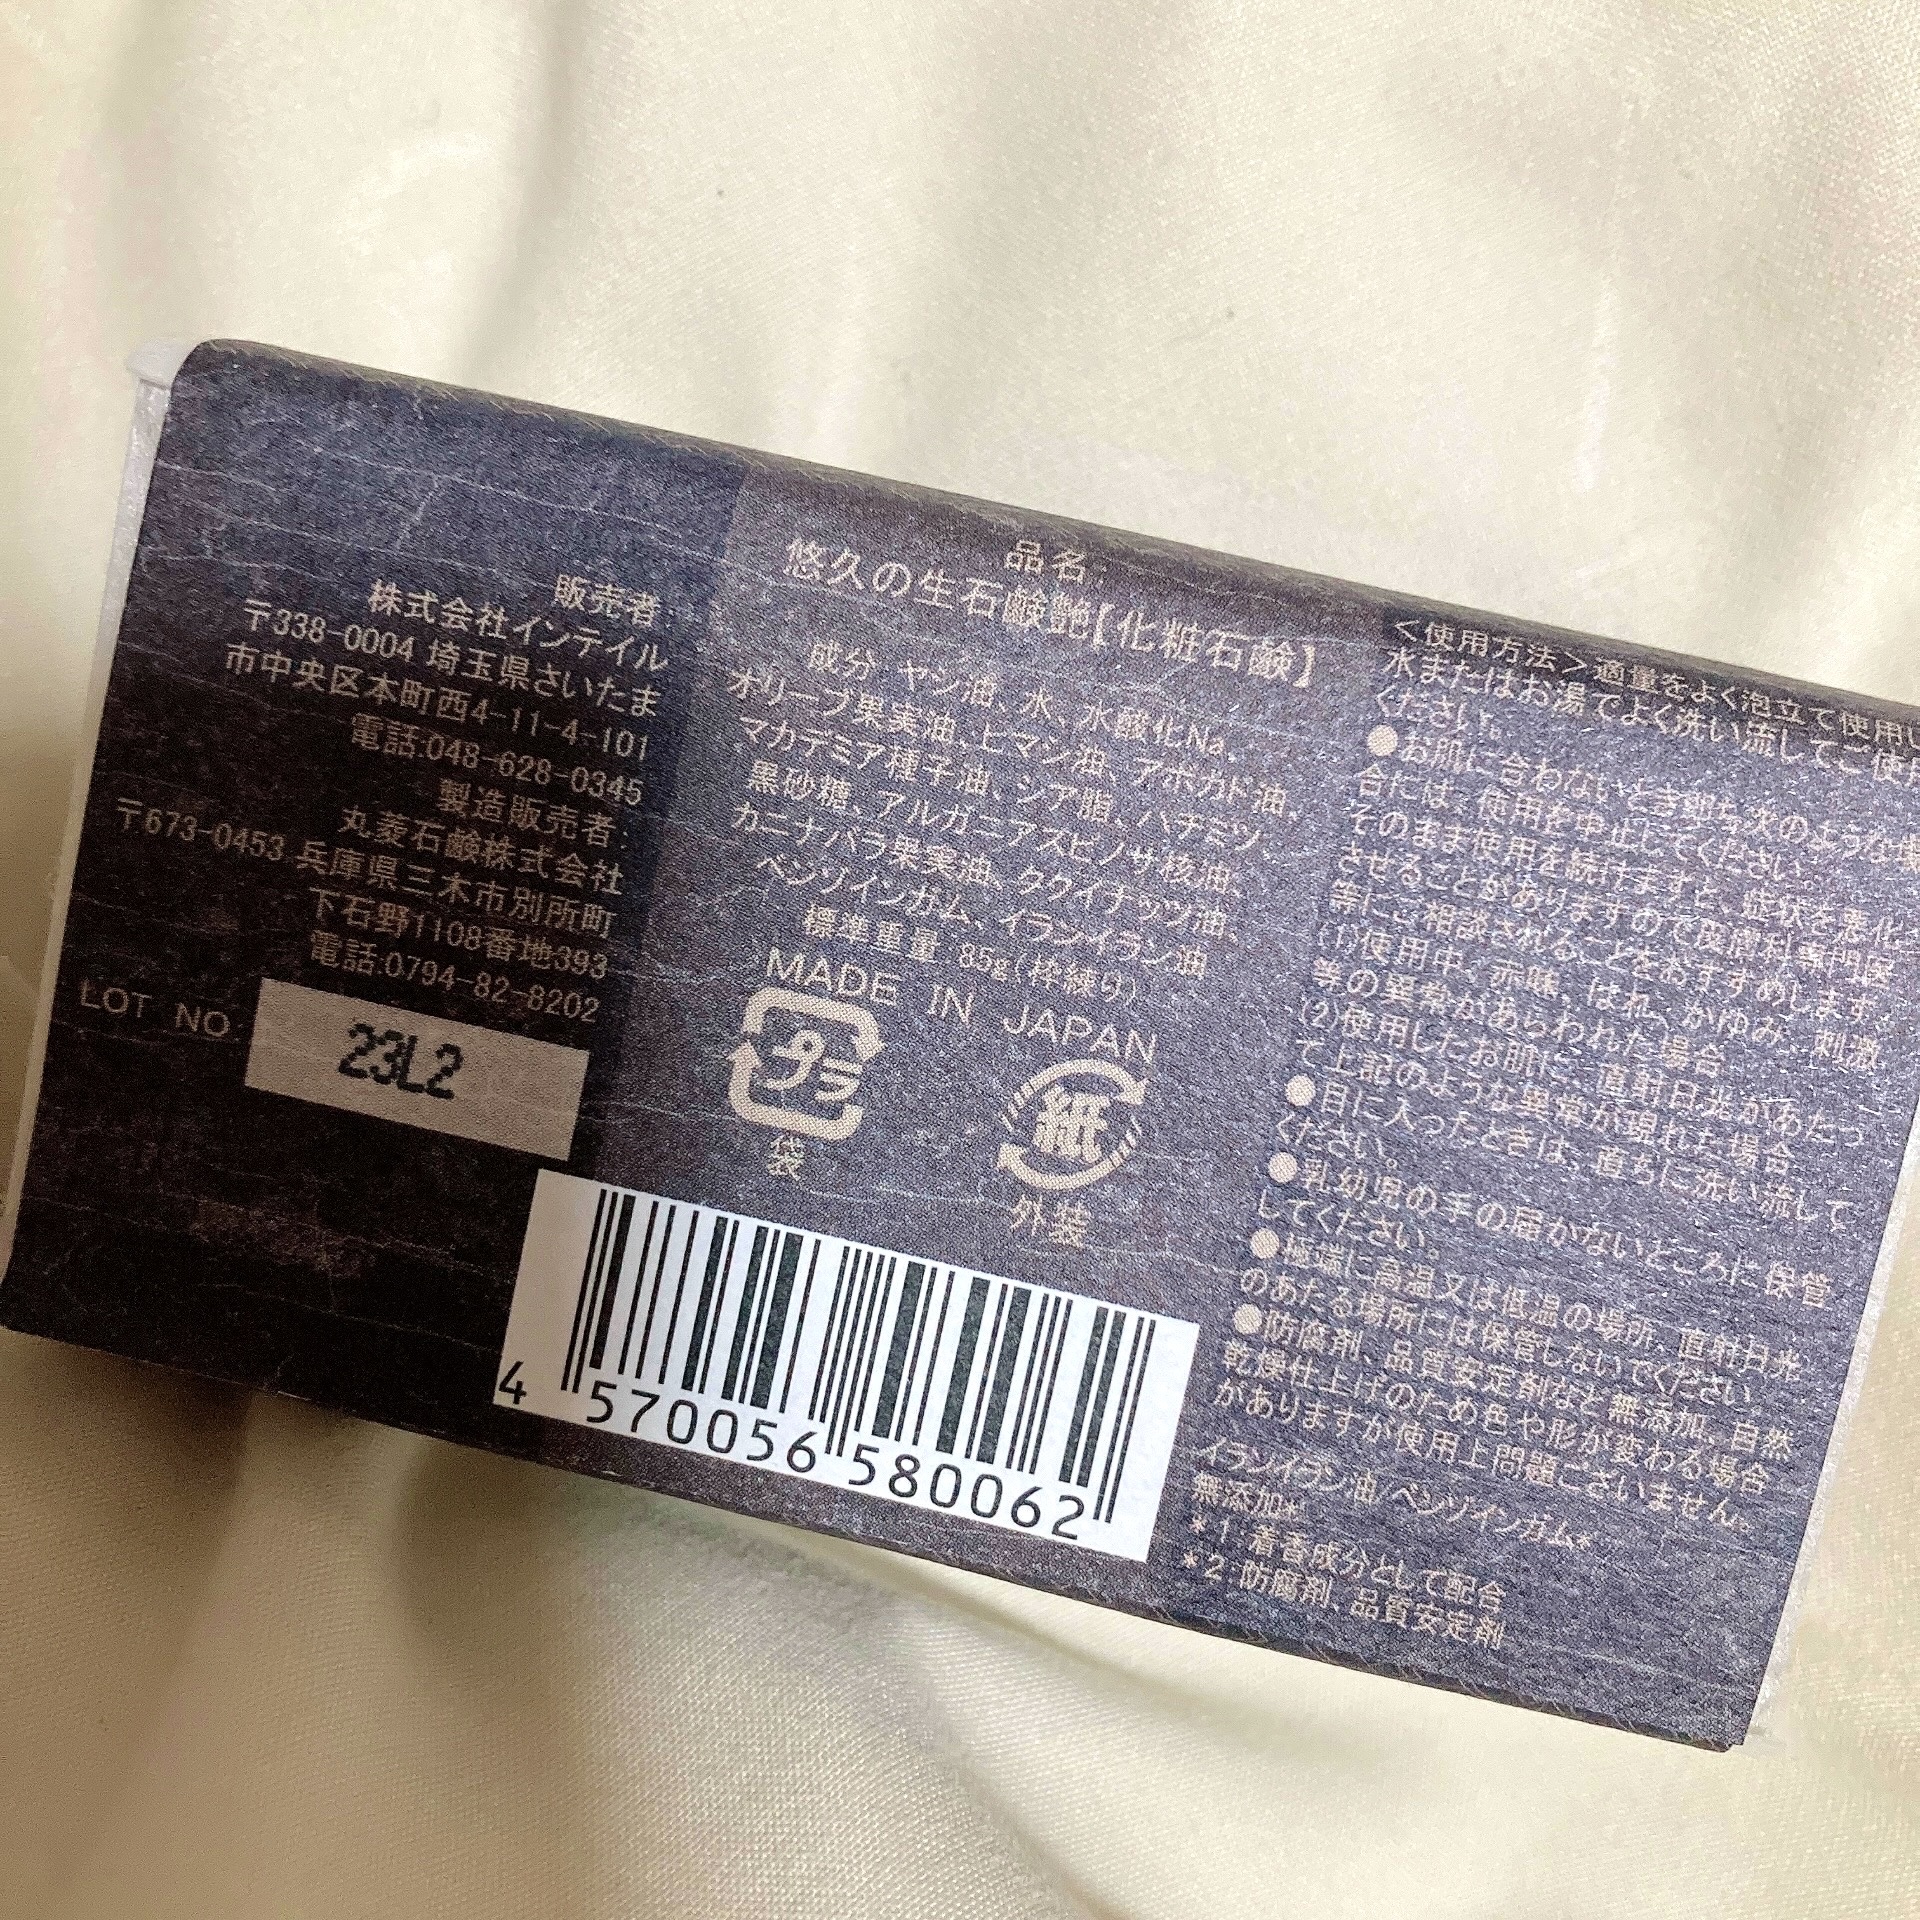 販売者:
株式会社インテイル
〒338-0004 埼玉県さいたま
市中央区本町西4-11-4-101
電話:048-628-0345
製造販売者:
丸菱石鹸株式会社
〒673-0453 兵庫県三木市別所町
下石野1108番地393
電話:0794-82-8202
LOT NO 23L2
品名:
悠久の生石鹸艶【化粧石鹸】
成分 ヤシ油、水、水酸化Na、
オリーブ果実油、ヒマシ油、アボカド油、
マカデミア種子油、シア脂、ハチミツ、
黒砂糖、アルガニアスピノサ核油、
カニナバラ果実油、ククイナッツ油、
ベンゾインガム、イランイラン油
標準重量 85g(枠練り)
MADE IN JAPAN
プラ
袋
紙
外装
4 570056 580062
<使用方法>適量をよく泡立て使用し
水またはお湯でよく洗い流してご使用
ください。
●お肌に合わないとき即ち次のような場
合には、使用を中止してください。
そのまま使用を続けますと、症状を悪化
させることがありますので皮膚科専門医
等にご相談されることをおすすめします。
(1)使用中、赤味、はれ、かゆみ、刺激
等の異常があらわれた場合
(2)使用したお肌に、直射日光があたっ
て上記のような異常が現れた場合
●目に入ったときは、直ちに洗い流して
ください。
●乳幼児の手の届かないところに保管
してください。
●極端に高温又は低温の場所、直射日光
のあたる場所には保管しないでください。
●防腐剤、品質安定剤など無添加、自然
乾燥仕上げのため色や形が変わる場合
がありますが使用上問題ございません。
イランイラン油/ベンゾインガム*
無添加*
*1:着香成分として配合
*2:防腐剤、品質安定剤